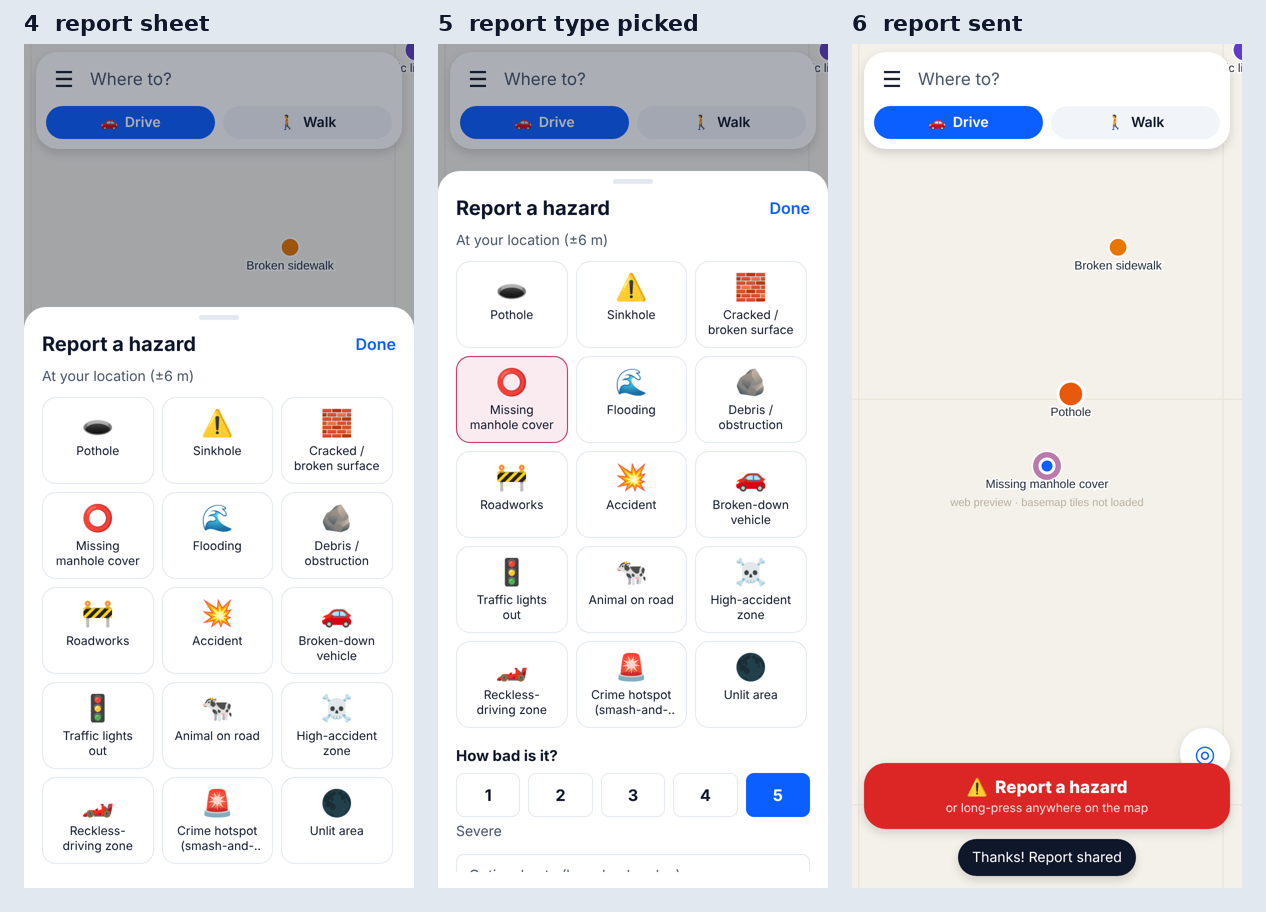 4 report sheet
☰ Where to?
🚗 Drive
🚶 Walk
c li
Broken sidewalk
Report a hazard
Done
At your location (±6 m)
Pothole
Sinkhole
Cracked /
broken surface
Missing
manhole cover
Flooding
Debris /
obstruction
Roadworks
Accident
Broken-down
vehicle
Traffic lights
out
Animal on road
High-accident
zone
Reckless-
driving zone
Crime hotspot
(smash-and-..
Unlit area
5 report type picked
☰ Where to?
🚗 Drive
🚶 Walk
c li
Report a hazard
Done
At your location (±6 m)
Pothole
Sinkhole
Cracked /
broken surface
Missing
manhole cover
Flooding
Debris /
obstruction
Roadworks
Accident
Broken-down
vehicle
Traffic lights
out
Animal on road
High-accident
zone
Reckless-
driving zone
Crime hotspot
(smash-and-..
Unlit area
How bad is it?
1 2 3 4 5
Severe
6 report sent
☰ Where to?
🚗 Drive
🚶 Walk
c li
Broken sidewalk
Pothole
Missing manhole cover
web preview · basemap tiles not loaded
⚠️ Report a hazard
or long-press anywhere on the map
Thanks! Report shared